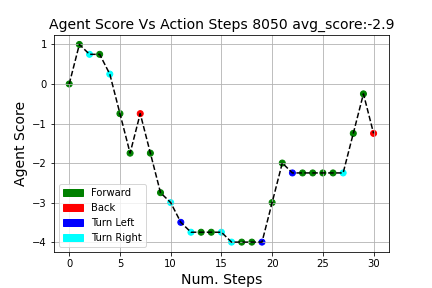 Agent Score Vs Action Steps 8050 avg_score:-2.9
1
0
−1
−2
−3
−4
Agent Score
Forward
Back
Turn Left
Turn Right
0 5 10 15 20 25 30
Num. Steps